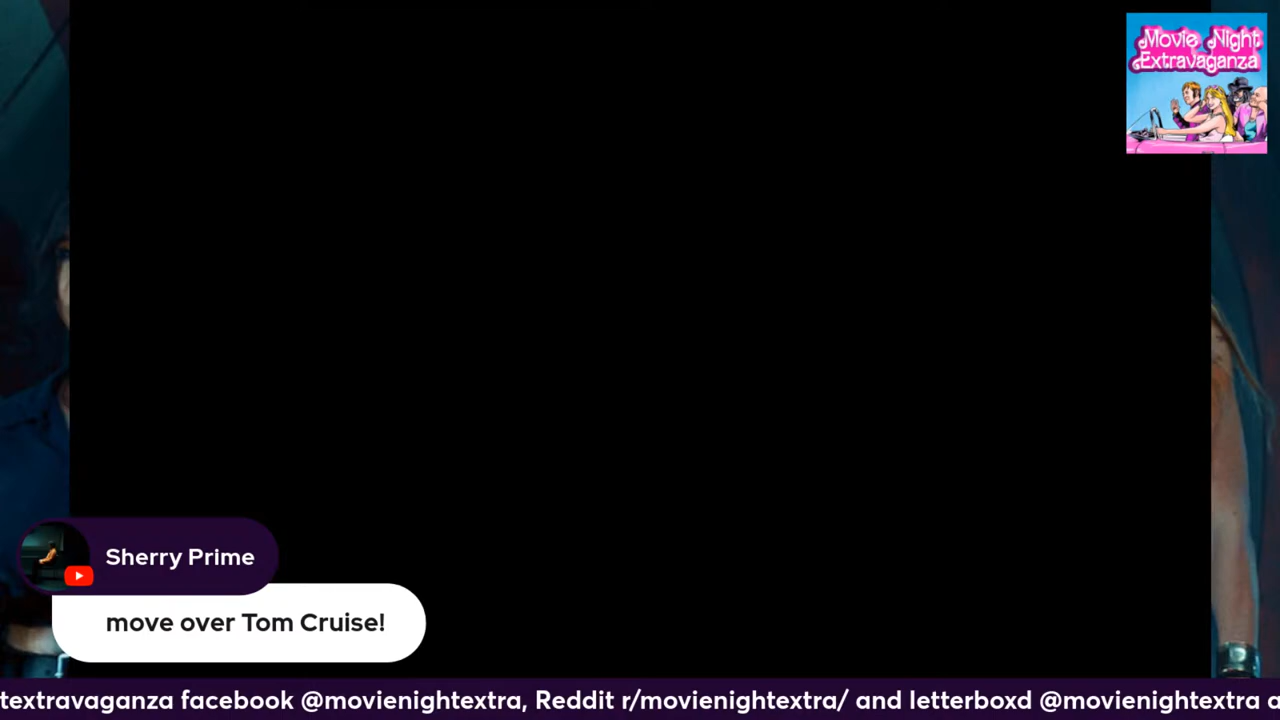 Movie Night
Extravaganza
Sherry Prime
move over Tom Cruise!
textravaganza facebook @movienightextra, Reddit r/movienightextra/ and letterboxd @movienightextra